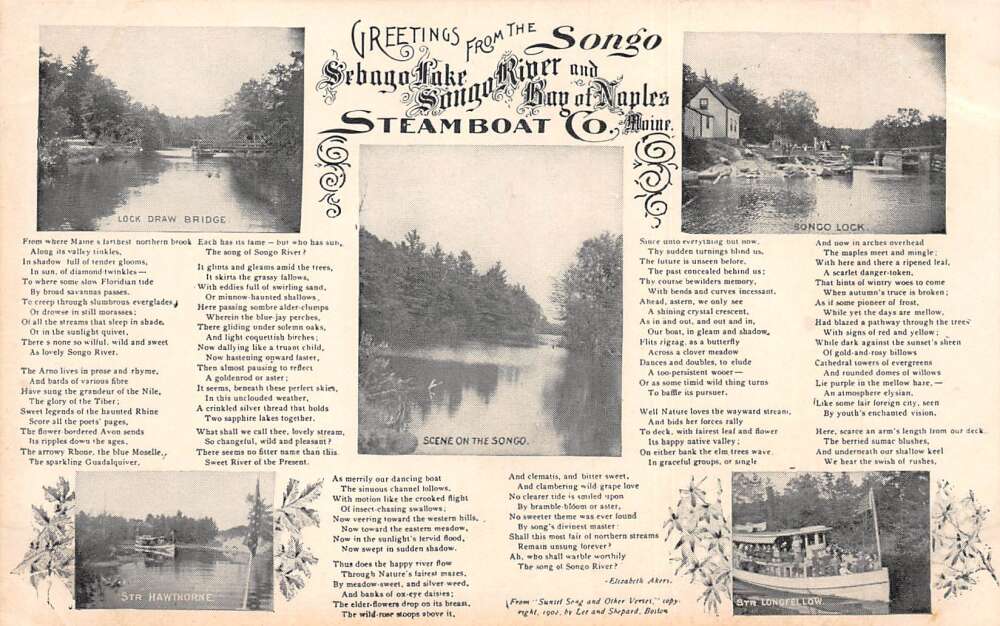 GREETINGS FROM THE Songo
Sebago Lake Songo River and Bay of Naples
STEAMBOAT CO., Maine.
LOCK DRAW BRIDGE
SONGO LOCK.
From where Maine's farthest northern brook
Along its valley tinkles,
In shadow full of tender glooms,
In sun, of diamond twinkles —
To where some slow Floridian tide
By broad savannas passes,
To creep through slumbrous everglades,
Or drowse in still morasses;
Of all the streams that sleep in shade,
Or in the sunlight quiver,
There's none so wilful, wild and sweet
As lovely Songo River.
The Arno lives in prose and rhyme,
And bards of various fibre
Have sung the grandeur of the Nile,
The glory of the Tiber;
Sweet legends of the haunted Rhine
Score all the poets' pages,
The flower-bordered Avon sends
Its ripples down the ages,
The arrowy Rhone, the blue Moselle,
The sparkling Guadalquiver,
Each has its fame — but who has sun,
The song of Songo River?
It glints and gleams amid the trees,
It skirts the grassy fallows,
With eddies full of swirling sand,
Or minnow-haunted shallows,
Here passing sombre alder-clumps
Wherein the blue-jay perches,
There gliding under solemn oaks,
And light coquettish birches;
Now dallying like a truant child,
Now hastening onward faster,
Then almost pausing to reflect
A goldenrod or aster;
It seems, beneath these perfect skies,
In this unclouded weather,
A crinkled silver thread that holds
Two sapphire lakes together.
What shall we call thee, lovely stream,
So changeful, wild and pleasant?
There seems no fitter name than this
Sweet River of the Present.
SCENE ON THE SONGO.
Since unto everything but now,
Thy sudden turnings blind us,
The future is unseen before,
The past concealed behind us;
Thy course bewilders memory,
With bends and curves incessant,
Ahead, astern, we only see
A shining crystal crescent,
As in and out, and out and in,
Our boat, in gleam and shadow,
Flits zigzag, as a butterfly
Across a clover meadow
Dances and doubles, to elude
A too-persistent wooer —
Or as some timid wild thing turns
To baffle its pursuer.
Well Nature loves the wayward stream,
And bids her forces rally
To deck, with fairest leaf and flower
Its happy native valley;
On either bank the elm trees wave
In graceful groups, or single
And now in arches overhead
The maples meet and mingle;
With here and there a ripened leaf,
A scarlet danger-token,
That hints of wintry woes to come
When autumn's truce is broken;
As if some pioneer of frost,
While yet the days are mellow,
Had blazed a pathway through the trees
With signs of red and yellow;
While dark against the sunset's sheen
Of gold-and-rosy billows
Cathedral towers of evergreens
And rounded domes of willows
Lie purple in the mellow haze, —
An atmosphere elysian,
Like some fair foreign city, seen
By youth's enchanted vision.
Here, scarce an arm's length from our deck
The berried sumac blushes,
And underneath our shallow keel
We hear the swish of rushes,
STR HAWTHORNE
As merrily our dancing boat
The sinuous channel follows,
With motion like the crooked flight
Of insect-chasing swallows;
Now veering toward the western hills,
Now toward the eastern meadow,
Now in the sunlight's fervid flood,
Now swept in sudden shadow.
Thus does the happy river flow
Through Nature's fairest mazes,
By meadow-sweet, and silver-weed,
And banks of ox-eye daisies;
The elder-flowers drop on its breast,
The wild-rose stoops above it,
And clematis, and bitter sweet,
And clambering wild grape love
No clearer tide is smiled upon
By bramble-bloom or aster,
No sweeter theme was ever found
By song's divinest master:
Shall this most fair of northern streams
Remain unsung forever?
Ah, who shall warble worthily
The song of Songo River?
-Elizabeth Akers.
From "Sunset Song and Other Verses," copy-
right, 1902, by Lee and Shepard, Boston
STR LONGFELLOW